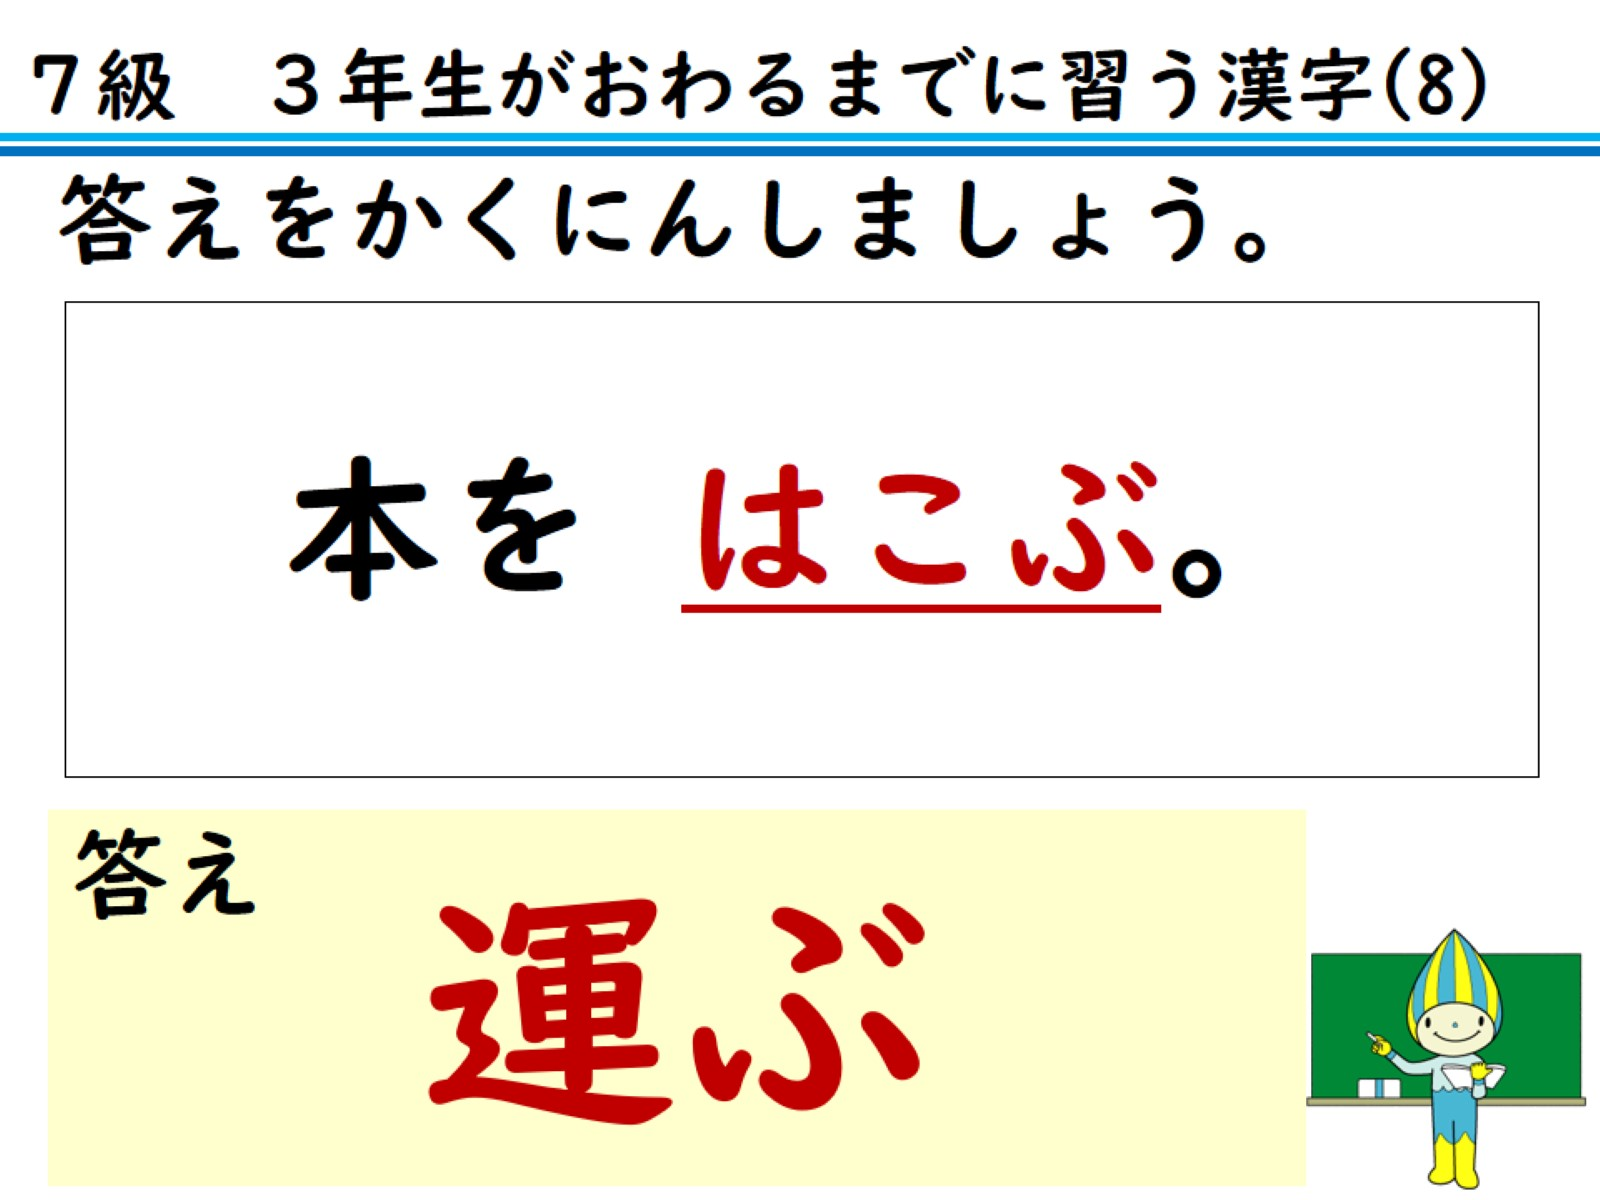 ７級　３年生がおわるまでに習う漢字(8)
答えをかくにんしましょう。
本を　はこぶ。
答え
運ぶ